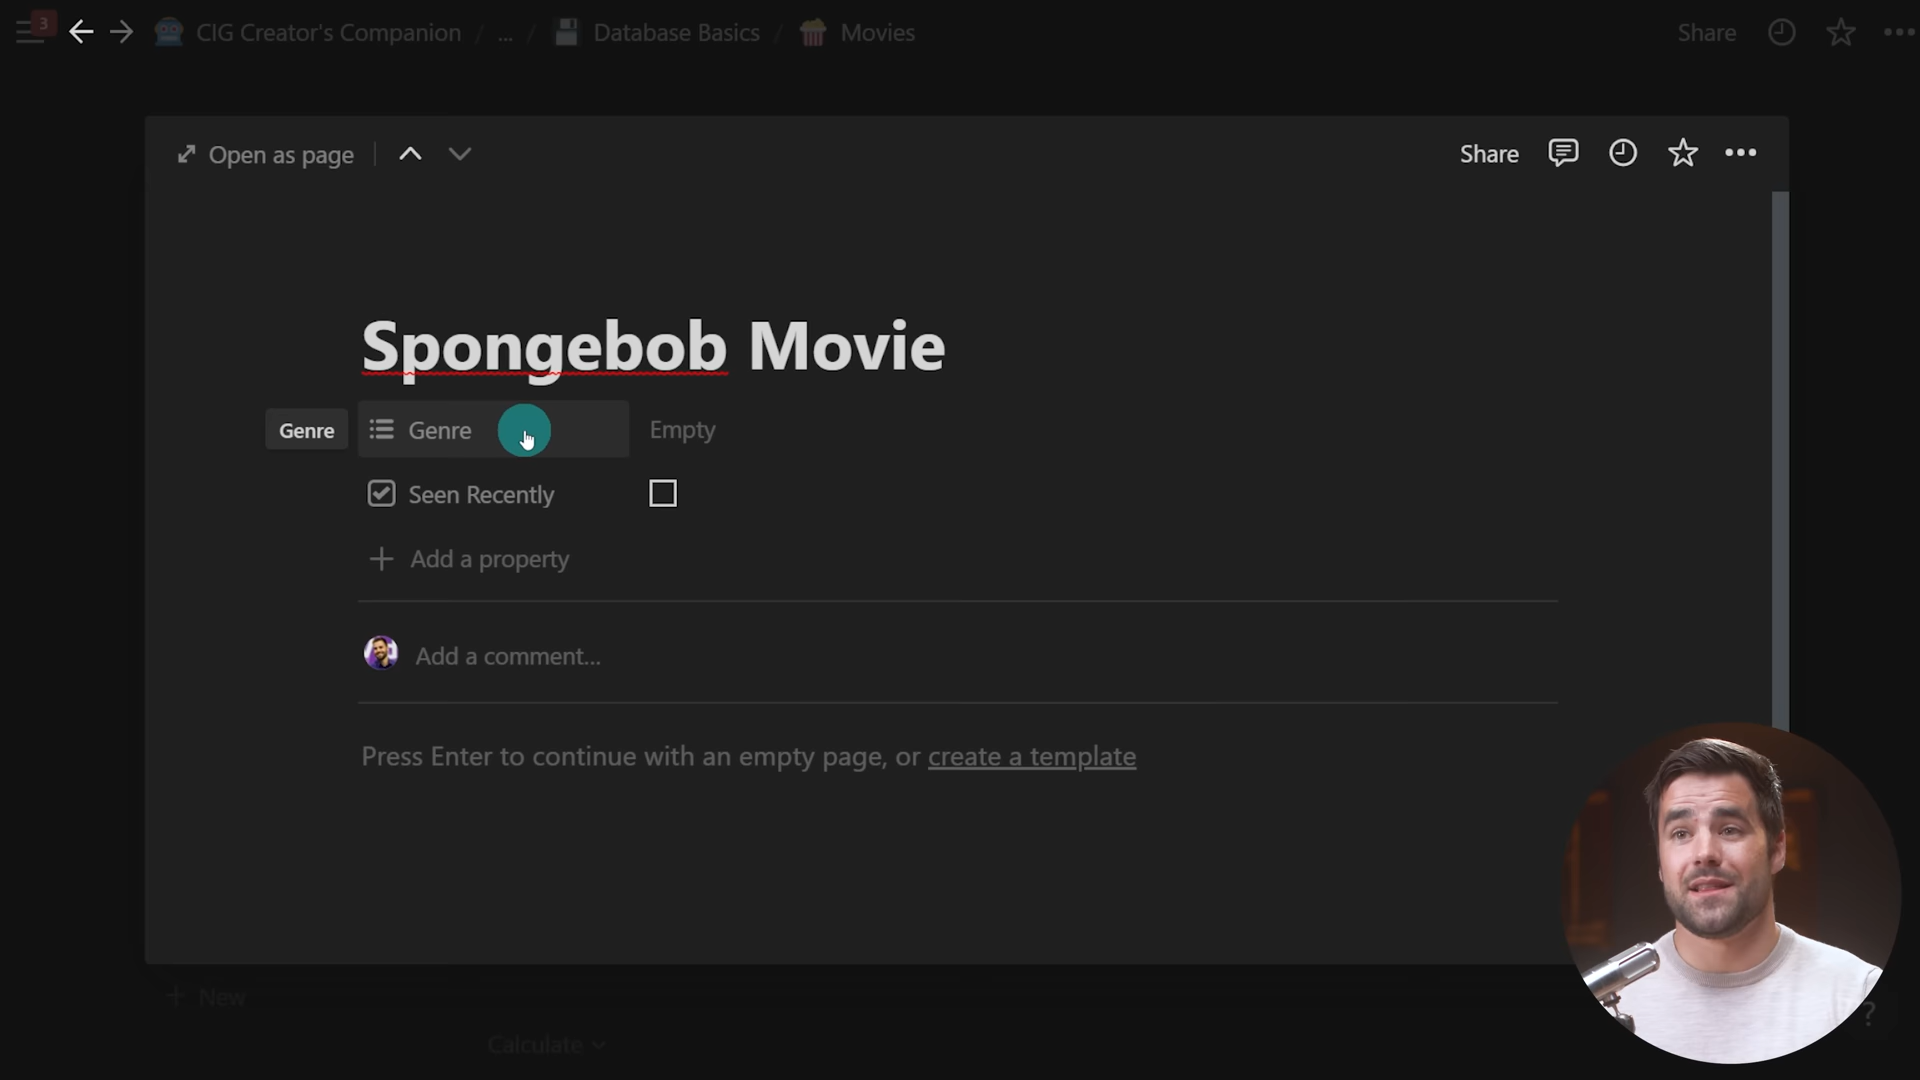 3
CIG Creator's Companion / ... / Database Basics / Movies
Share
Open as page
Share
Spongebob Movie
Genre
Genre
Empty
Seen Recently
Add a property
Add a comment...
Press Enter to continue with an empty page, or create a template
New
Calculate
?